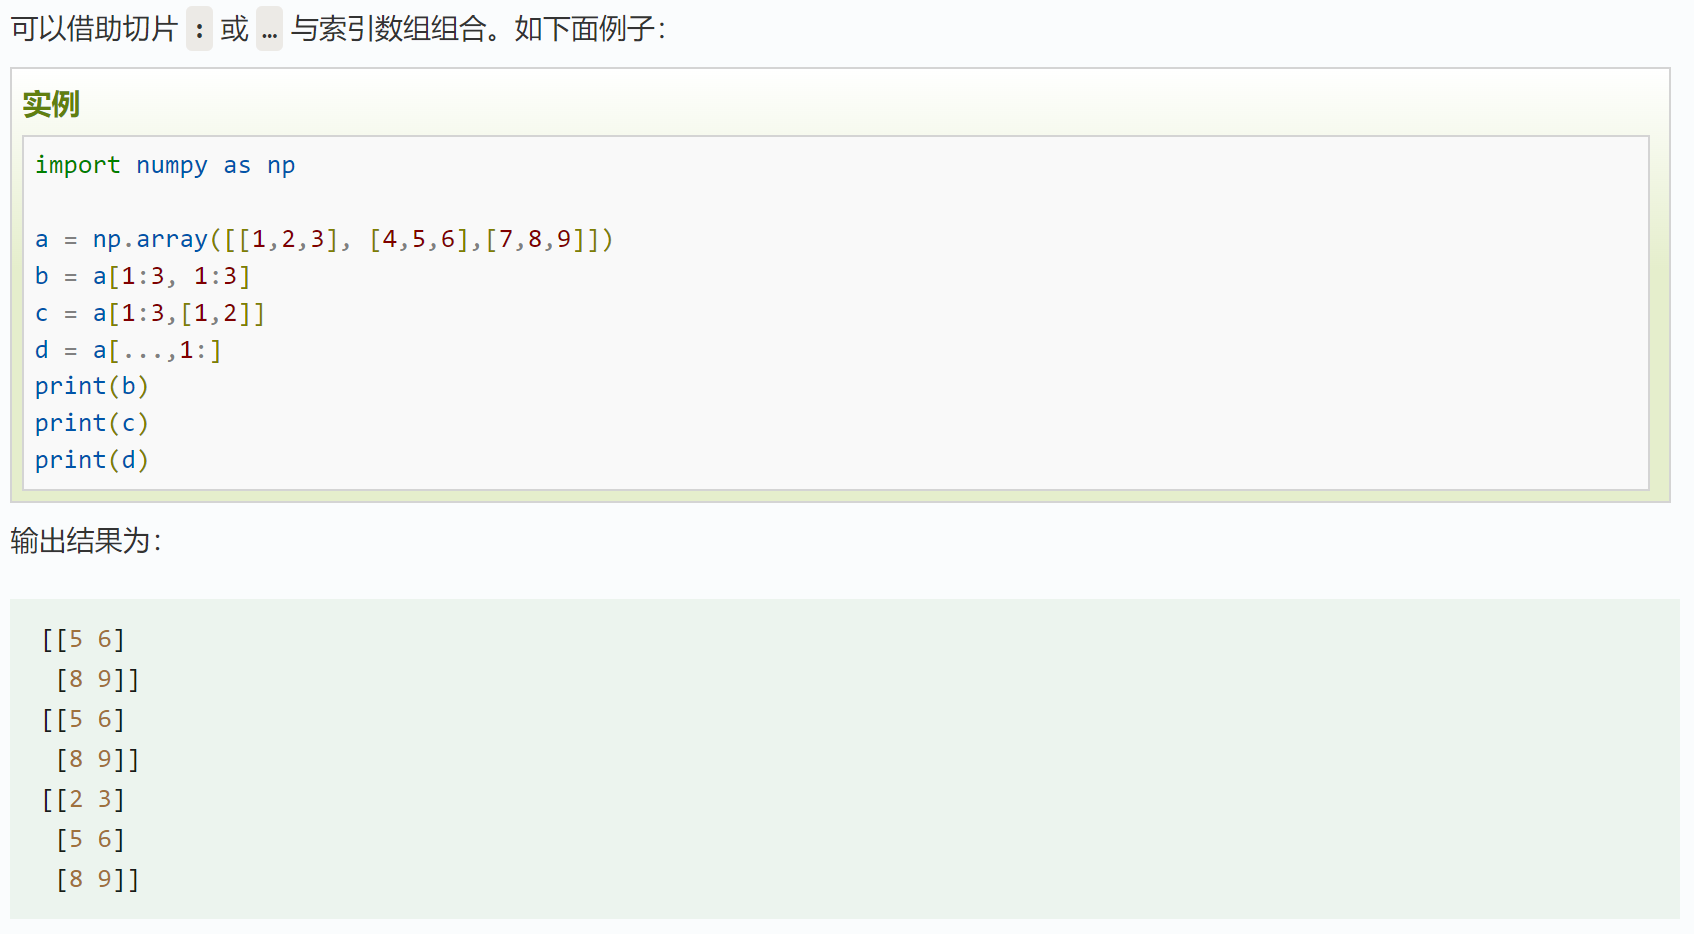 可以借助切片 : 或 … 与索引数组组合。如下面例子：
实例
import numpy as np
a = np.array([[1,2,3], [4,5,6],[7,8,9]])
b = a[1:3, 1:3]
c = a[1:3,[1,2]]
d = a[...,1:]
print(b)
print(c)
print(d)
输出结果为：
[[5 6]
 [8 9]]
[[5 6]
 [8 9]]
[[2 3]
 [5 6]
 [8 9]]